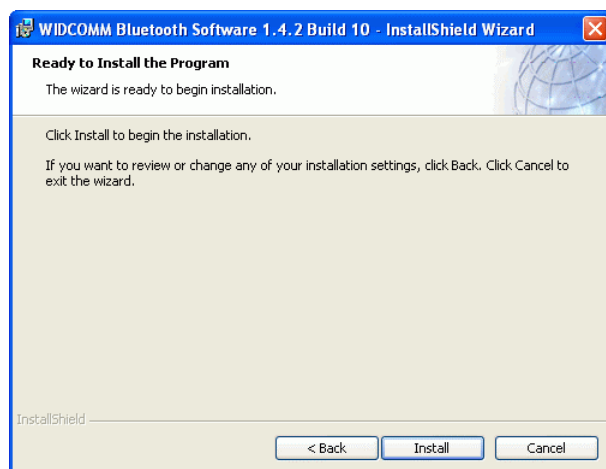 WIDCOMM Bluetooth Software 1.4.2 Build 10 - InstallShield Wizard
Ready to Install the Program
The wizard is ready to begin installation.
Click Install to begin the installation.
If you want to review or change any of your installation settings, click Back. Click Cancel to
exit the wizard.
InstallShield
< Back
Install
Cancel